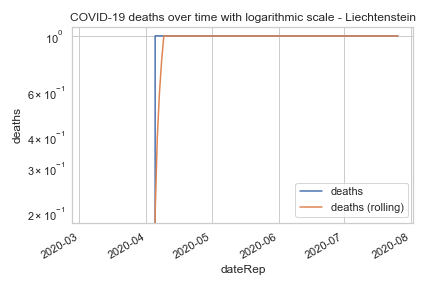 COVID-19 deaths over time with logarithmic scale - Liechtenstein
10⁰
6 × 10⁻¹
4 × 10⁻¹
3 × 10⁻¹
2 × 10⁻¹
deaths
deaths
deaths (rolling)
2020-03
2020-04
2020-05
2020-06
2020-07
2020-08
dateRep